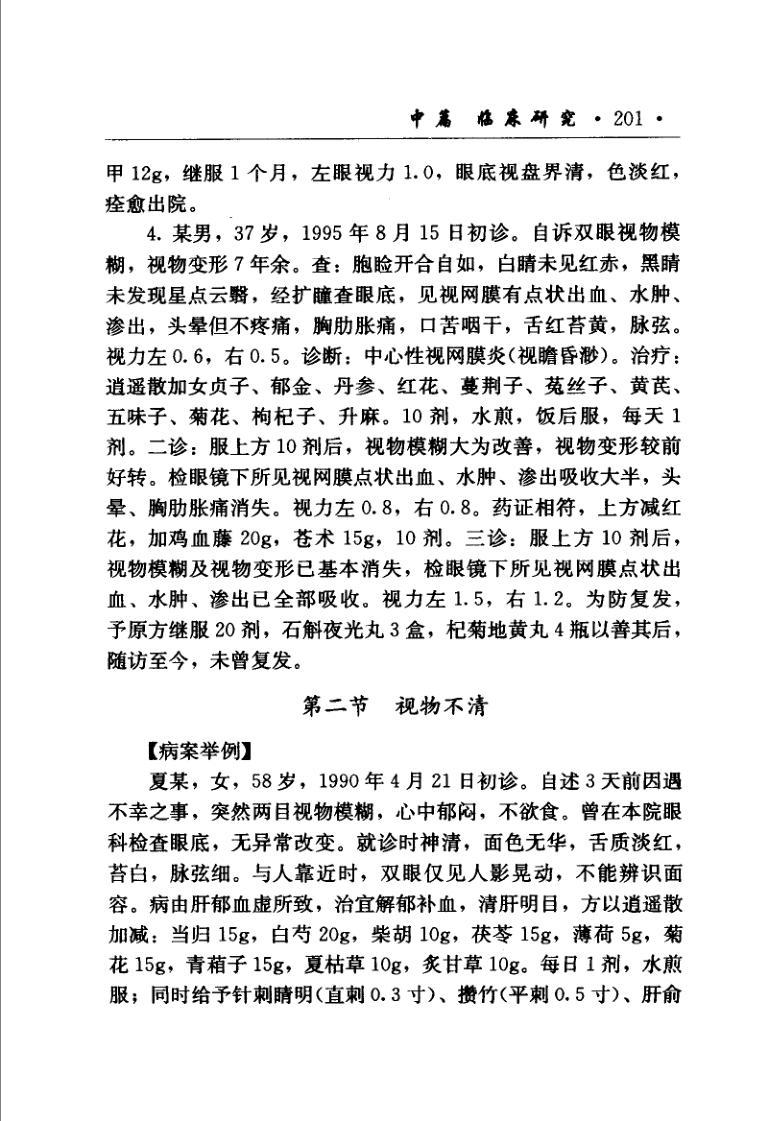 中篇 临床研究 · 201 ·
甲 12g，继服 1 个月，左眼视力 1.0，眼底视盘界清，色淡红，
痊愈出院。
4. 某男，37 岁，1995 年 8 月 15 日初诊。自诉双眼视物模
糊，视物变形 7 年余。查：胞睑开合自如，白睛未见红赤，黑睛
未发现星点云翳，经扩瞳查眼底，见视网膜有点状出血、水肿、
渗出，头晕但不疼痛，胸肋胀痛，口苦咽干，舌红苔黄，脉弦。
视力左 0.6，右 0.5。诊断：中心性视网膜炎(视瞻昏渺)。治疗：
逍遥散加女贞子、郁金、丹参、红花、蔓荆子、菟丝子、黄芪、
五味子、菊花、枸杞子、升麻。10 剂，水煎，饭后服，每天 1
剂。二诊：服上方 10 剂后，视物模糊大为改善，视物变形较前
好转。检眼镜下所见视网膜点状出血、水肿、渗出吸收大半，头
晕、胸肋胀痛消失。视力左 0.8，右 0.8。药证相符，上方减红
花，加鸡血藤 20g，苍术 15g，10 剂。三诊：服上方 10 剂后，
视物模糊及视物变形已基本消失，检眼镜下所见视网膜点状出
血、水肿、渗出已全部吸收。视力左 1.5，右 1.2。为防复发，
予原方继服 20 剂，石斛夜光丸 3 盒，杞菊地黄丸 4 瓶以善其后，
随访至今，未曾复发。
第二节 视物不清
【病案举例】
夏某，女，58 岁，1990 年 4 月 21 日初诊。自述 3 天前因遇
不幸之事，突然两目视物模糊，心中郁闷，不欲食。曾在本院眼
科检查眼底，无异常改变。就诊时神清，面色无华，舌质淡红，
苔白，脉弦细。与人靠近时，双眼仅见人影晃动，不能辨识面
容。病由肝郁血虚所致，治宜解郁补血，清肝明目，方以逍遥散
加减：当归 15g，白芍 20g，柴胡 10g，茯苓 15g，薄荷 5g，菊
花 15g，青葙子 15g，夏枯草 10g，炙甘草 10g。每日 1 剂，水煎
服；同时给予针刺睛明(直刺 0.3 寸)、攒竹(平刺 0.5 寸)、肝俞